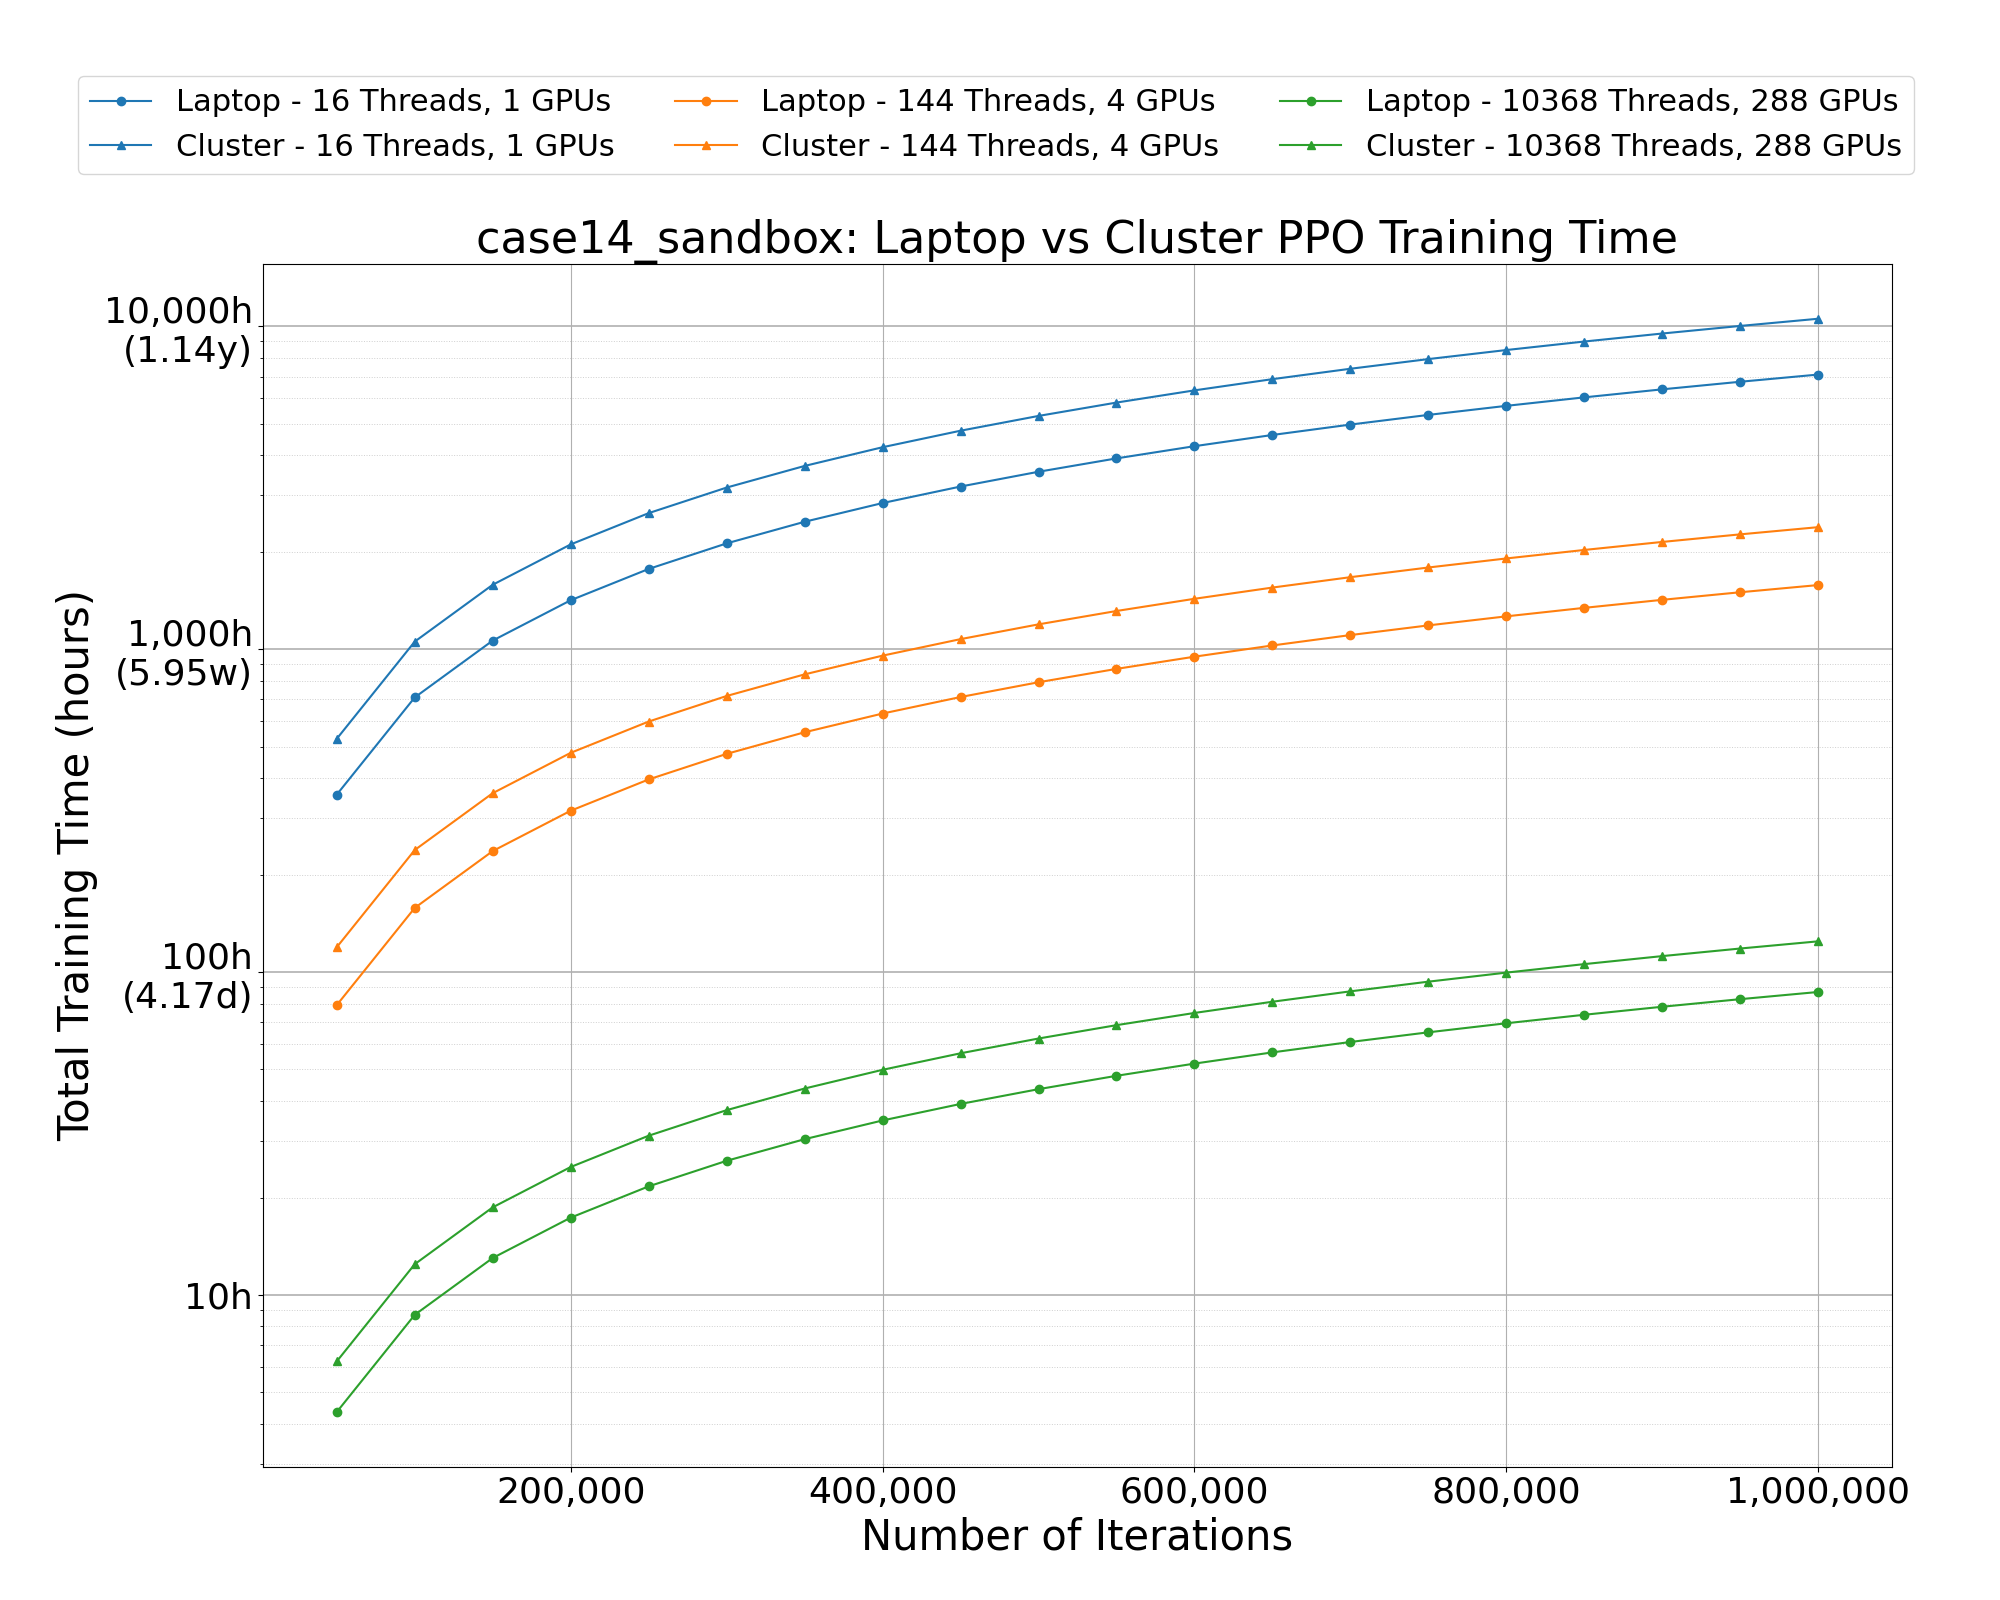 Laptop - 16 Threads, 1 GPUs
Cluster - 16 Threads, 1 GPUs
Laptop - 144 Threads, 4 GPUs
Cluster - 144 Threads, 4 GPUs
Laptop - 10368 Threads, 288 GPUs
Cluster - 10368 Threads, 288 GPUs
case14_sandbox: Laptop vs Cluster PPO Training Time
Total Training Time (hours)
10,000h
(1.14y)
1,000h
(5.95w)
100h
(4.17d)
10h
200,000
400,000
600,000
800,000
1,000,000
Number of Iterations